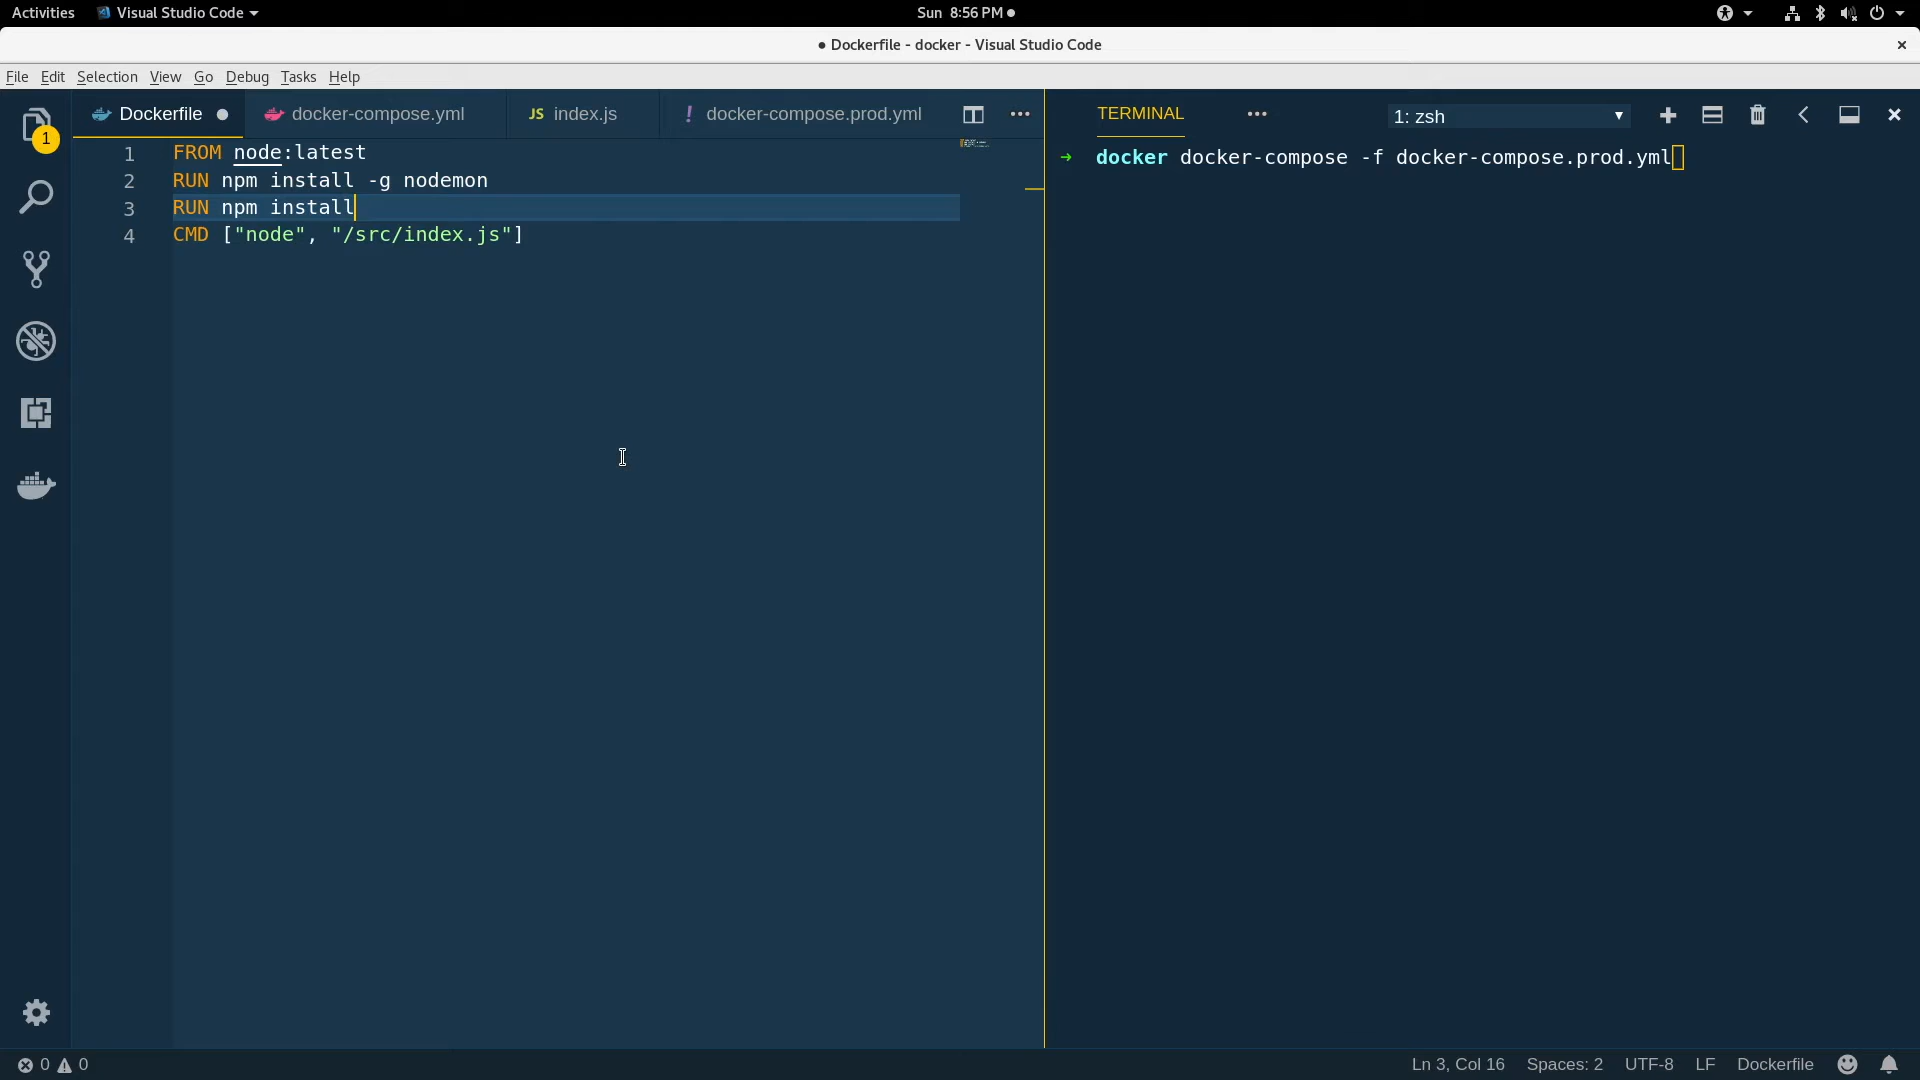 Activities Visual Studio Code Sun 8:56 PM
● Dockerfile - docker - Visual Studio Code ×
File Edit Selection View Go Debug Tasks Help
Dockerfile ● docker-compose.yml JS index.js ! docker-compose.prod.yml ••• TERMINAL ••• 1: zsh
1
1 FROM node:latest
2 RUN npm install -g nodemon
3 RUN npm install
4 CMD ["node", "/src/index.js"]
➜ docker docker-compose -f docker-compose.prod.yml
0 0 Ln 3, Col 16 Spaces: 2 UTF-8 LF Dockerfile